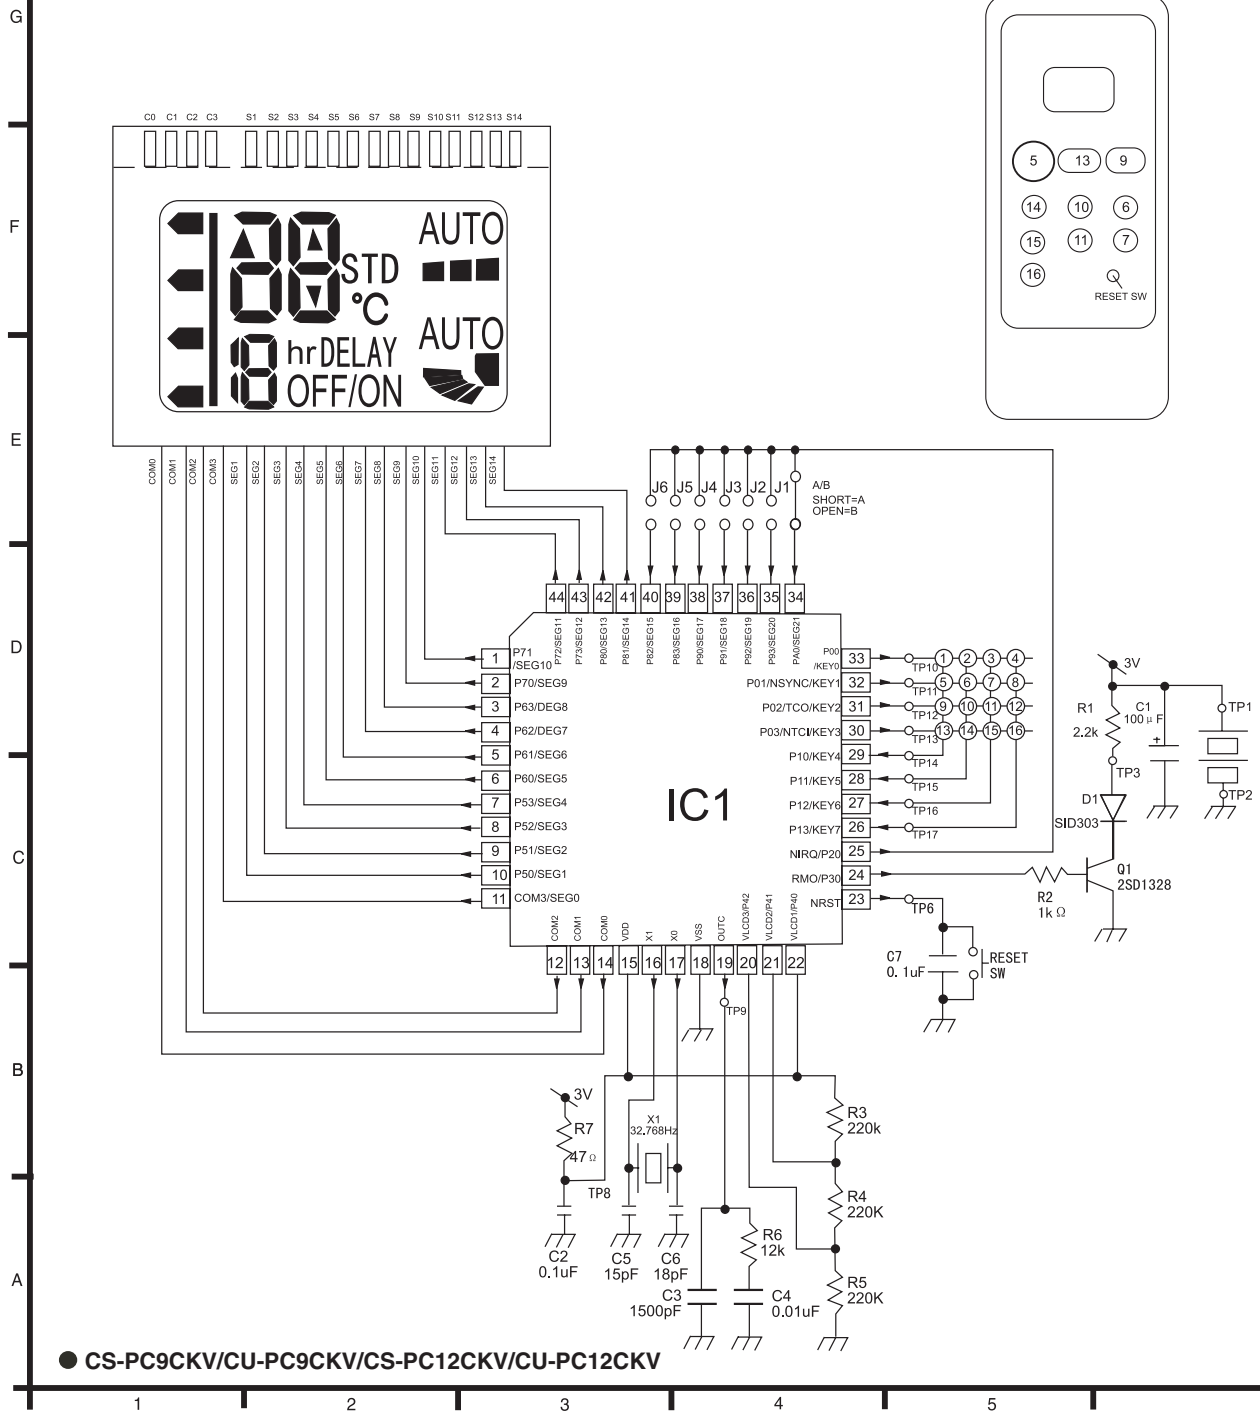 G
C0 C1 C2 C3 S1 S2 S3 S4 S5 S6 S7 S8 S9 S10 S11 S12 S13 S14
5 13 9
14 10 6
15 11 7
16
RESET SW
F
AUTO
STD
°C
AUTO
18 hr DELAY
OFF/ON
E
COM0 COM1 COM2 COM3 SEG1 SEG2 SEG3 SEG4 SEG5 SEG6 SEG7 SEG8 SEG9 SEG10 SEG11 SEG12 SEG13 SEG14
J6 J5 J4 J3 J2 J1
A/B
SHORT=A
OPEN=B
44 43 42 41 40 39 38 37 36 35 34
P72/SEG11 P73/SEG12 P80/SEG13 P81/SEG14 P82/SEG15 P83/SEG16 P90/SEG17 P91/SEG18 P92/SEG19 P93/SEG20 PA0/SEG21
D
1 P71
/SEG10
2 P70/SEG9
3 P63/DEG8
4 P62/DEG7
5 P61/SEG6
6 P60/SEG5
7 P53/SEG4
8 P52/SEG3
9 P51/SEG2
10 P50/SEG1
11 COM3/SEG0
IC1
P00
/KEY0 33 TP10 1 2 3 4
P01/NSYNC/KEY1 32 TP11 5 6 7 8
P02/TCO/KEY2 31 TP12 9 10 11 12
P03/NTCI/KEY3 30 TP13 13 14 15 16
P10/KEY4 29 TP14
P11/KEY5 28 TP15
P12/KEY6 27 TP16
P13/KEY7 26 TP17
NIRQ/P20 25
RMO/P30 24
NRST 23 TP6
3V
R1
2.2k
C1
100 μ F
TP1
TP3
TP2
D1
SID303
C
Q1
2SD1328
R2
1k Ω
C7
0.1uF
RESET
SW
COM2 COM1 COM0 VDD X1 X0 VSS OUTC VLCD3/P42 VLCD2/P41 VLCD1/P40
12 13 14 15 16 17 18 19 20 21 22
TP9
B
3V
R7
47 Ω
X1
32.768Hz
R3
220k
TP8
R4
220K
R6
12k
C2
0.1uF
C5
15pF
C6
18pF
A
C3
1500pF
C4
0.01uF
R5
220K
● CS-PC9CKV/CU-PC9CKV/CS-PC12CKV/CU-PC12CKV
1 2 3 4 5